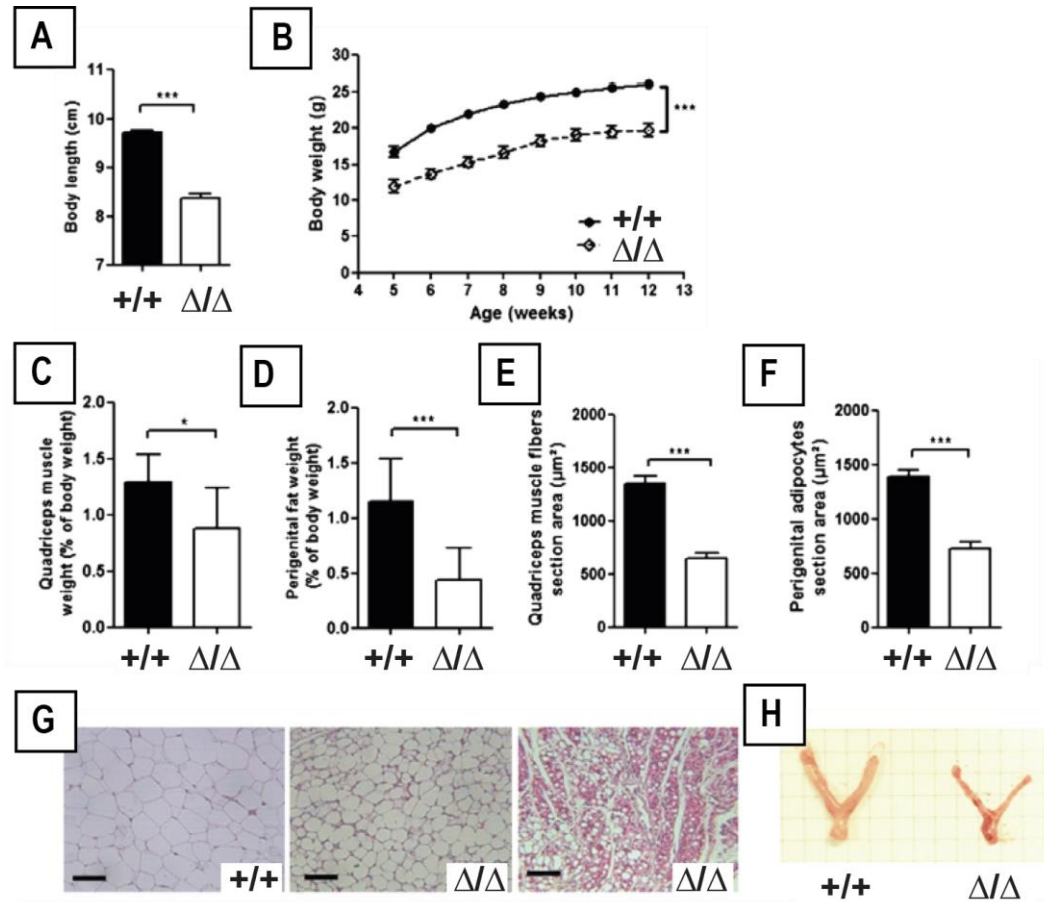 A
B
11
10
9
8
7
Body length (cm)
***
+/+
Δ/Δ
30
25
20
15
10
5
0
Body weight (g)
***
+/+
Δ/Δ
4 5 6 7 8 9 10 11 12 13
Age (weeks)
C
D
E
F
2.0
1.5
1.0
0.5
0.0
Quadriceps muscle
weight (% of body weight)
*
+/+
Δ/Δ
2.0
1.5
1.0
0.5
0.0
Perigenital fat weight
(% of body weight)
***
+/+
Δ/Δ
2000
1500
1000
500
0
Quadriceps muscle fibers
section area (µm²)
***
+/+
Δ/Δ
2000
1500
1000
500
0
Perigenital adipocytes
section area (µm²)
***
+/+
Δ/Δ
G
+/+
Δ/Δ
Δ/Δ
H
+/+
Δ/Δ